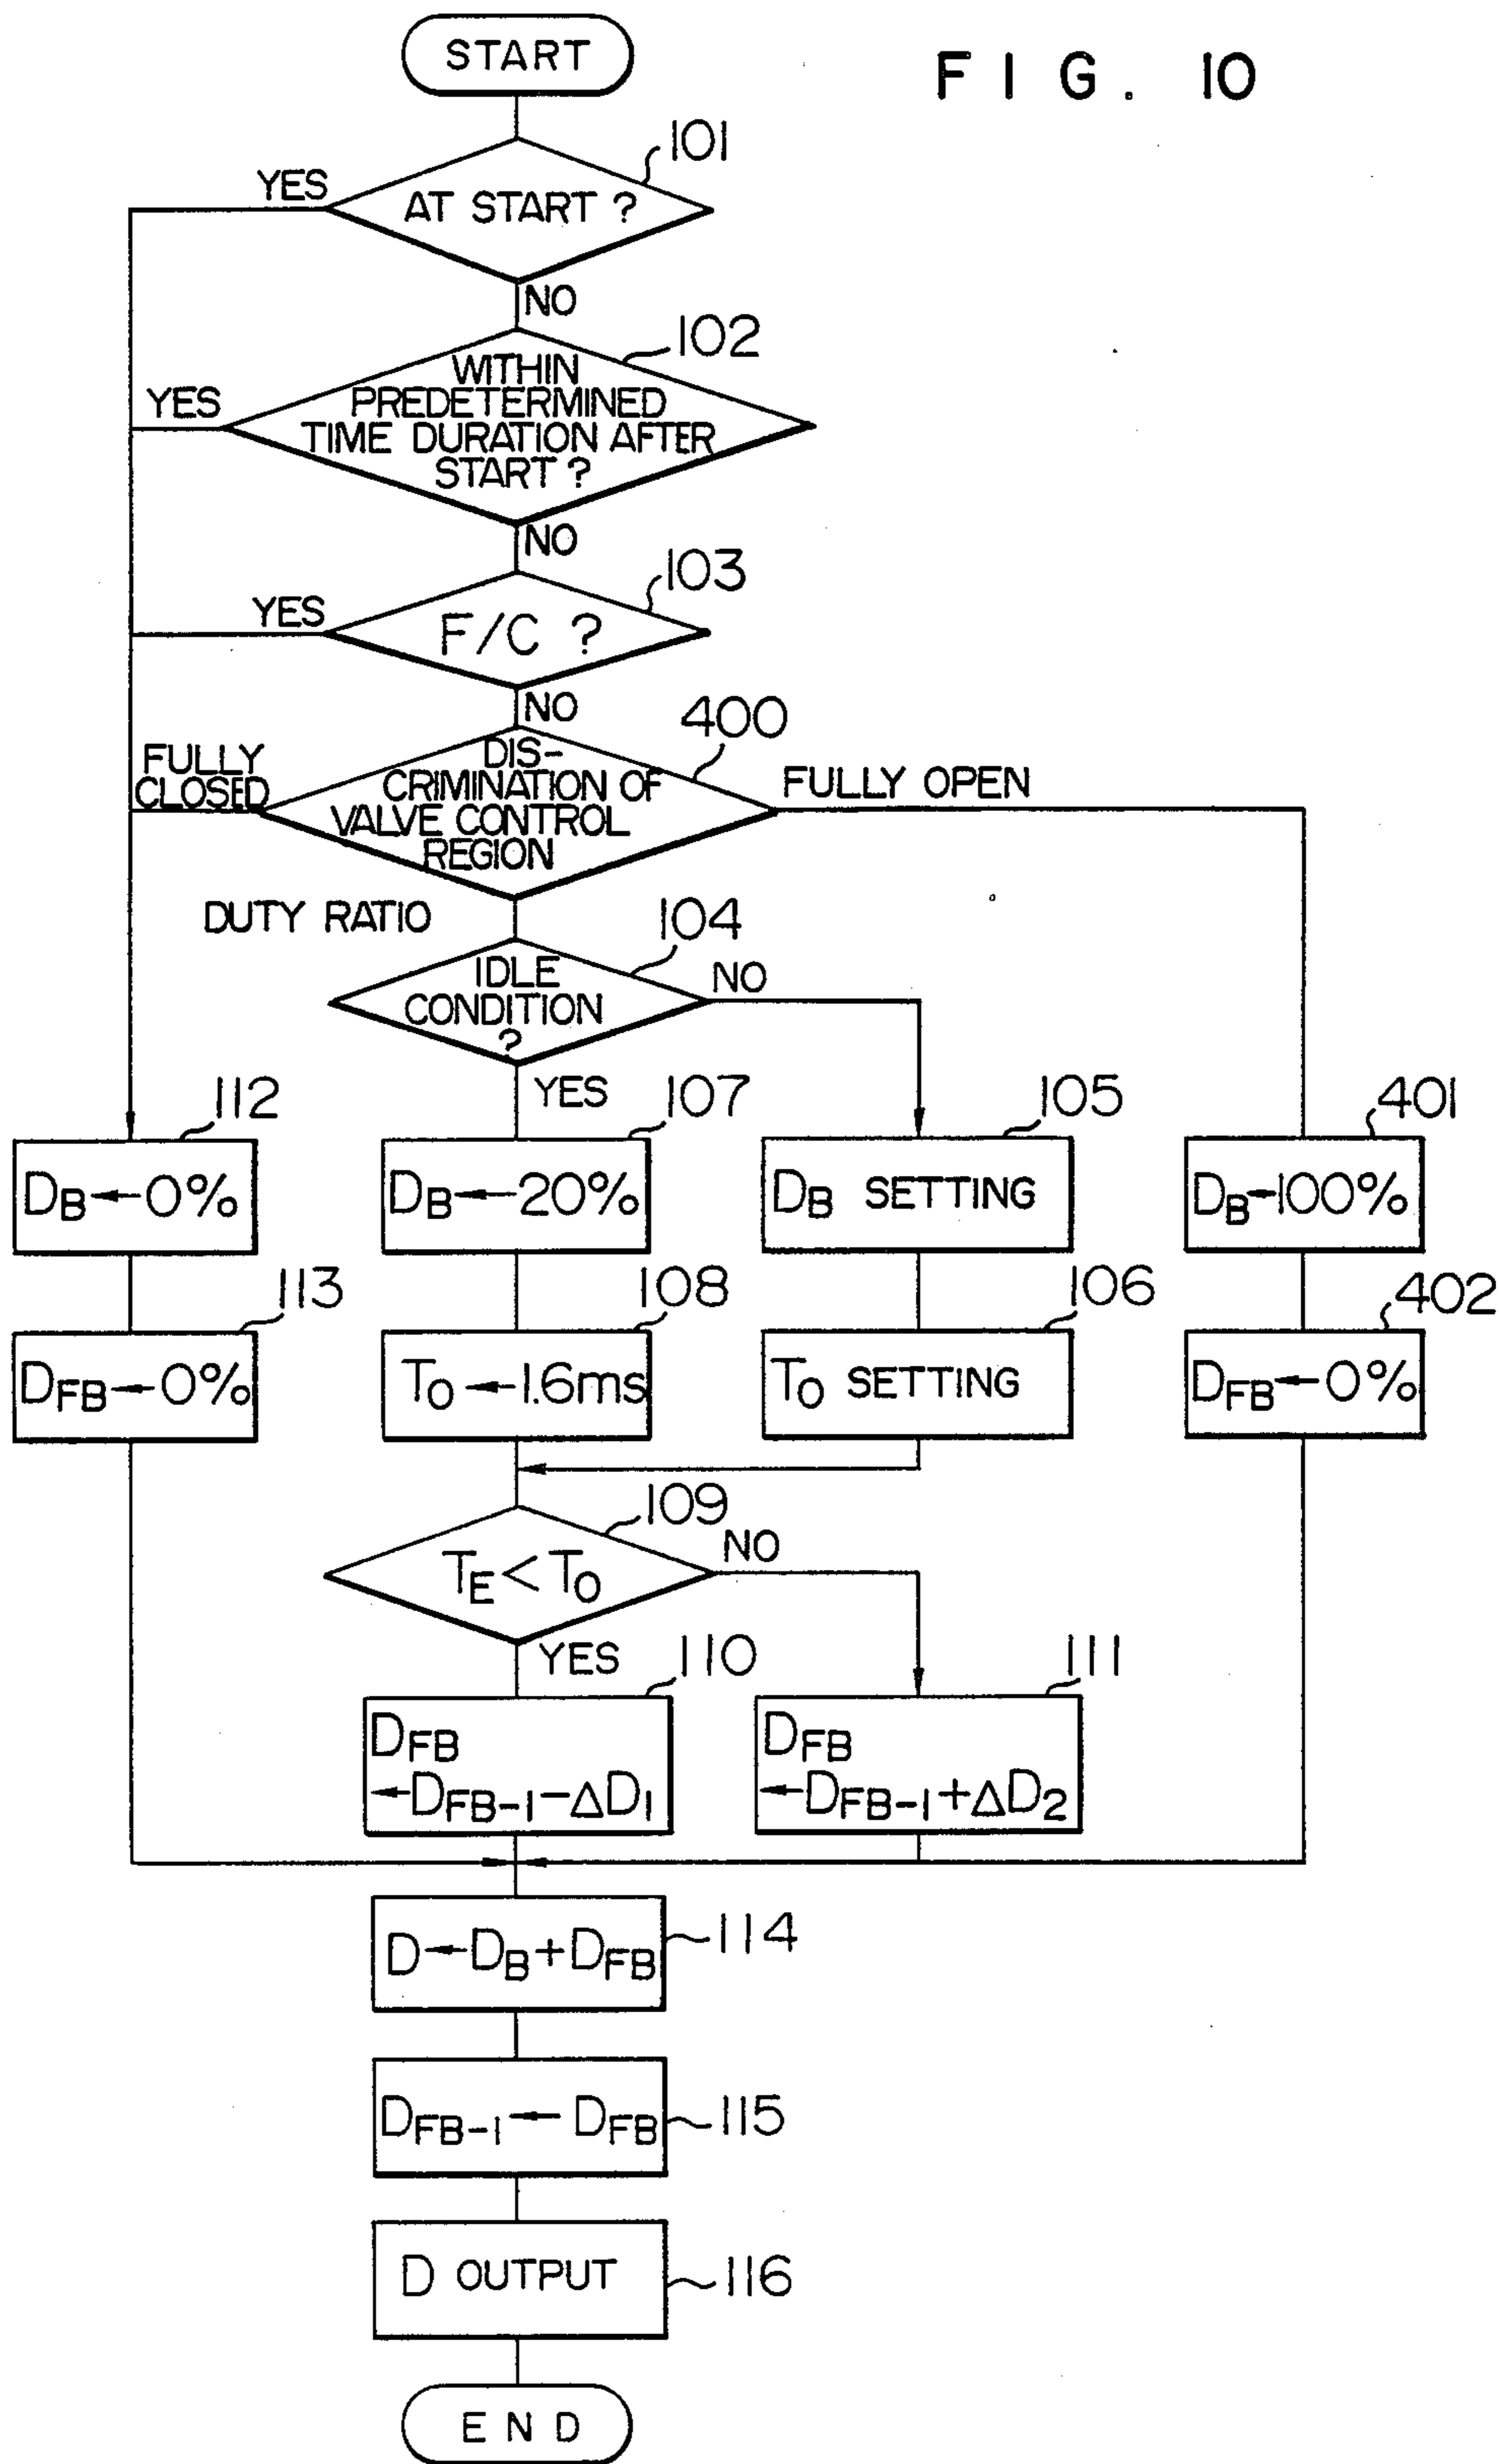 START
FIG. 10
101
YES
AT START ?
NO
102
YES
WITHIN
PREDETERMINED
TIME DURATION AFTER
START ?
NO
103
YES
F/C ?
NO
400
FULLY
CLOSED
DIS-
CRIMINATION OF
VALVE CONTROL
REGION
FULLY OPEN
DUTY RATIO
104
IDLE
CONDITION
?
NO
YES
112
107
105
401
DB←0%
DB←20%
DB SETTING
DB←100%
113
108
106
402
DFB←0%
TO←1.6ms
TO SETTING
DFB←0%
109
TE<TO
NO
YES
110
111
DFB
←DFB-1-ΔD1
DFB
←DFB-1+ΔD2
D←DB+DFB
114
DFB-1←DFB
115
D OUTPUT
116
END